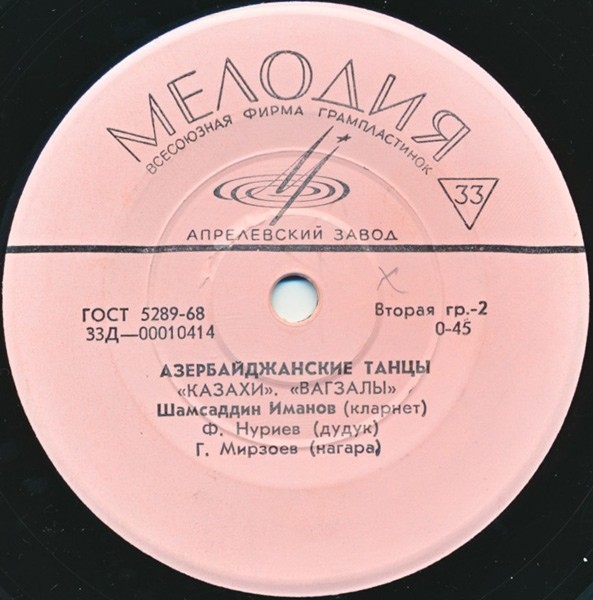 МЕЛОДИЯ
ВСЕСОЮЗНАЯ ФИРМА ГРАМПЛАСТИНОК
33
АПРЕЛЕВСКИЙ ЗАВОД
ГОСТ 5289-68
Вторая гр.-2
33Д—00010414
0-45
АЗЕРБАЙДЖАНСКИЕ ТАНЦЫ
«КАЗАХИ». «ВАГЗАЛЫ»
Шамсаддин Иманов (кларнет)
Ф. Нуриев (дудук)
Г. Мирзоев (нагара)